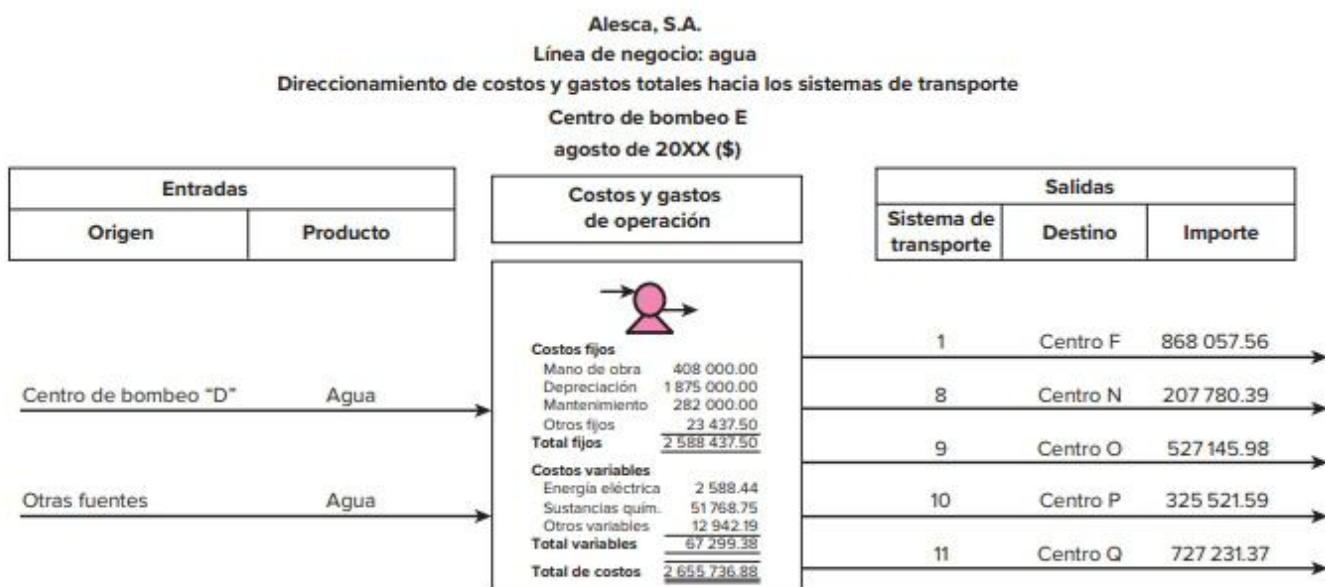 Alesca, S.A.
Línea de negocio: agua
Direccionamiento de costos y gastos totales hacia los sistemas de transporte
Centro de bombeo E
agosto de 20XX ($)
Entradas
Origen Producto
Costos y gastos
de operación
Salidas
Sistema de
transporte Destino Importe
Centro de bombeo "D" Agua
Otras fuentes Agua
Costos fijos
Mano de obra 408 000.00
Depreciación 1 875 000.00
Mantenimiento 282 000.00
Otros fijos 23 437.50
Total fijos 2 588 437.50
Costos variables
Energía eléctrica 2 588.44
Sustancias quím. 51 768.75
Otros variables 12 942.19
Total variables 67 299.38
Total de costos 2 655 736.88
1 Centro F 868 057.56
8 Centro N 207 780.39
9 Centro O 527 145.98
10 Centro P 325 521.59
11 Centro Q 727 231.37